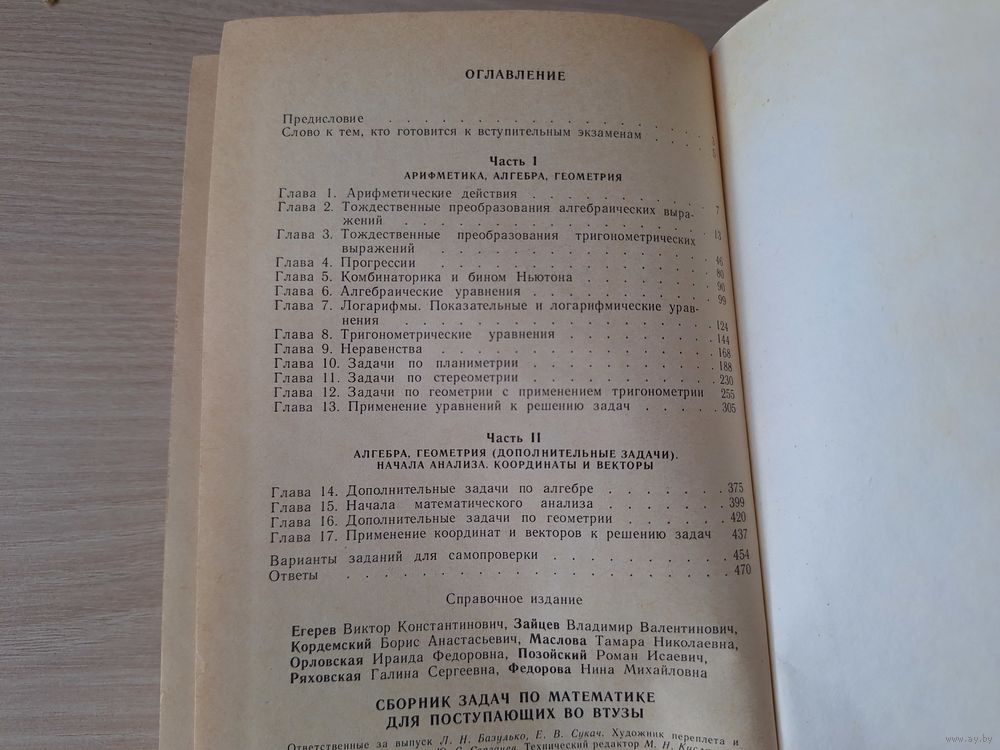 ОГЛАВЛЕНИЕ
Предисловие . . . . . . . . . . . . . . . . 3
Слово к тем, кто готовится к вступительным экзаменам . . . 5
Часть I
АРИФМЕТИКА, АЛГЕБРА, ГЕОМЕТРИЯ
Глава 1. Арифметические действия . . . . . . . . 7
Глава 2. Тождественные преобразования алгебраических выра-
жений . . . . . . . . . . . . . . 13
Глава 3. Тождественные преобразования тригонометрических
выражений . . . . . . . . . . . . 46
Глава 4. Прогрессии . . . . . . . . . . . . 80
Глава 5. Комбинаторика и бином Ньютона . . . . . . 90
Глава 6. Алгебраические уравнения . . . . . . . . 99
Глава 7. Логарифмы. Показательные и логарифмические урав-
нения . . . . . . . . . . . . . . 124
Глава 8. Тригонометрические уравнения . . . . . . . 144
Глава 9. Неравенства . . . . . . . . . . . . 168
Глава 10. Задачи по планиметрии . . . . . . . . 188
Глава 11. Задачи по стереометрии . . . . . . . . 230
Глава 12. Задачи по геометрии с применением тригонометрии 255
Глава 13. Применение уравнений к решению задач . . . . . 305
Часть II
АЛГЕБРА, ГЕОМЕТРИЯ (ДОПОЛНИТЕЛЬНЫЕ ЗАДАЧИ).
НАЧАЛА АНАЛИЗА. КООРДИНАТЫ И ВЕКТОРЫ
Глава 14. Дополнительные задачи по алгебре . . . . . . 375
Глава 15. Начала математического анализа . . . . . . 399
Глава 16. Дополнительные задачи по геометрии . . . . . 420
Глава 17. Применение координат и векторов к решению задач 437
Варианты заданий для самопроверки . . . . . . . . 454
Ответы . . . . . . . . . . . . . . . . 470
Справочное издание
Егерев Виктор Константинович, Зайцев Владимир Валентинович,
Кордемский Борис Анастасьевич, Маслова Тамара Николаевна,
Орловская Ираида Федоровна, Позойский Роман Исаевич,
Ряховская Галина Сергеевна, Федорова Нина Михайловна
СБОРНИК ЗАДАЧ ПО МАТЕМАТИКЕ
ДЛЯ ПОСТУПАЮЩИХ ВО ВТУЗЫ
Ответственные за выпуск Л. Н. Базулько, Е. В. Сукач. Художник переплета и
Технический редактор М. Н.
www.ay.by